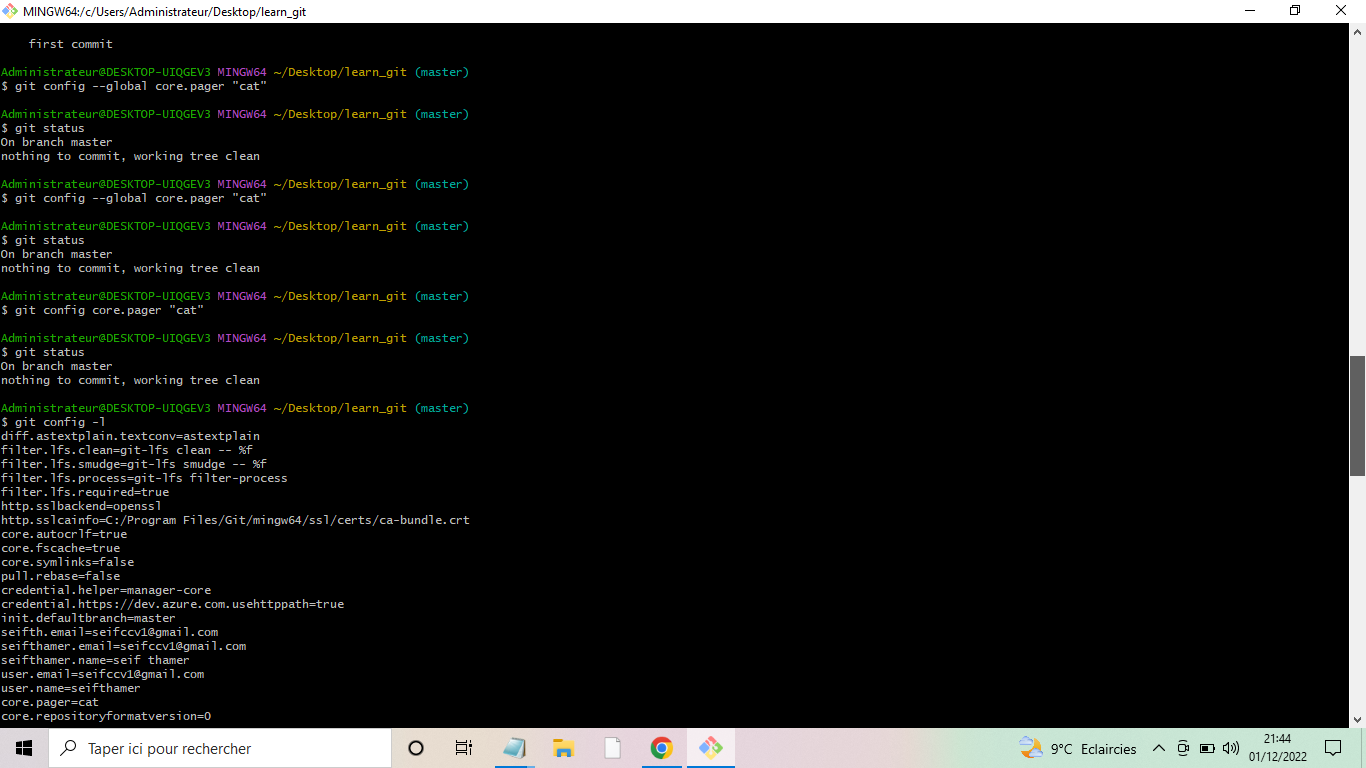 MINGW64:/c/Users/Administrateur/Desktop/learn_git
first commit
Administrateur@DESKTOP-UIQGEV3 MINGW64 ~/Desktop/learn_git (master)
$ git config --global core.pager "cat"
Administrateur@DESKTOP-UIQGEV3 MINGW64 ~/Desktop/learn_git (master)
$ git status
On branch master
nothing to commit, working tree clean
Administrateur@DESKTOP-UIQGEV3 MINGW64 ~/Desktop/learn_git (master)
$ git config --global core.pager "cat"
Administrateur@DESKTOP-UIQGEV3 MINGW64 ~/Desktop/learn_git (master)
$ git status
On branch master
nothing to commit, working tree clean
Administrateur@DESKTOP-UIQGEV3 MINGW64 ~/Desktop/learn_git (master)
$ git config core.pager "cat"
Administrateur@DESKTOP-UIQGEV3 MINGW64 ~/Desktop/learn_git (master)
$ git status
On branch master
nothing to commit, working tree clean
Administrateur@DESKTOP-UIQGEV3 MINGW64 ~/Desktop/learn_git (master)
$ git config -l
diff.astextplain.textconv=astextplain
filter.lfs.clean=git-lfs clean -- %f
filter.lfs.smudge=git-lfs smudge -- %f
filter.lfs.process=git-lfs filter-process
filter.lfs.required=true
http.sslbackend=openssl
http.sslcainfo=C:/Program Files/Git/mingw64/ssl/certs/ca-bundle.crt
core.autocrlf=true
core.fscache=true
core.symlinks=false
pull.rebase=false
credential.helper=manager-core
credential.https://dev.azure.com.usehttppath=true
init.defaultbranch=master
seifth.email=seifccv1@gmail.com
seifthamer.email=seifccv1@gmail.com
seifthamer.name=seif thamer
user.email=seifccv1@gmail.com
user.name=seifthamer
core.pager=cat
core.repositoryformatversion=0
Taper ici pour rechercher
9°C Eclaircies
21:44
01/12/2022